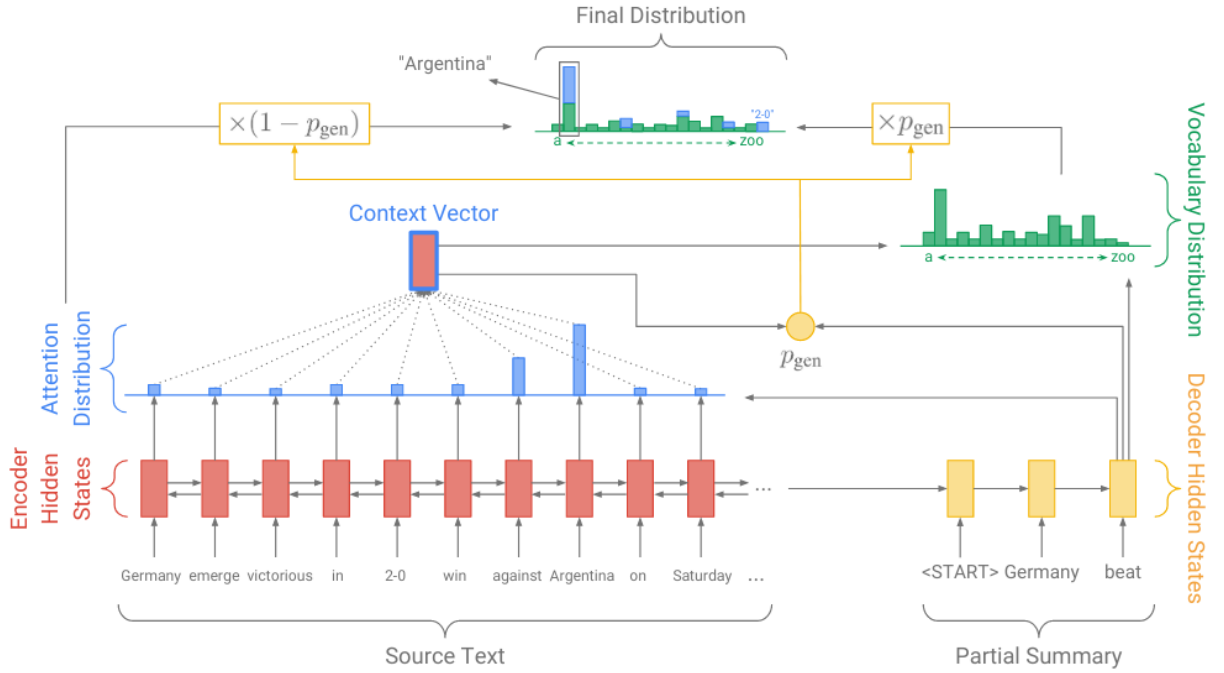 Final Distribution
"Argentina"
×(1 − p_gen)
"2-0"
×p_gen
a
zoo
Context Vector
Vocabulary Distribution
a
zoo
Attention
Distribution
p_gen
Encoder
Hidden
States
Decoder Hidden States
...
Germany emerge victorious in 2-0 win against Argentina on Saturday ...
<START> Germany beat
Source Text
Partial Summary